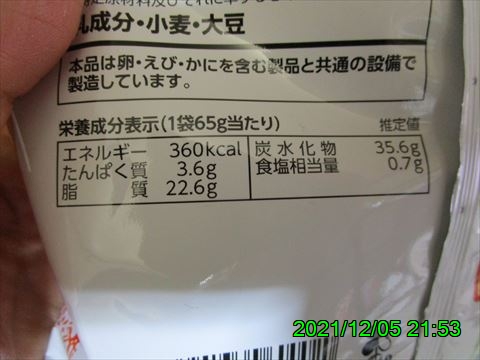 乳成分・小麦・大豆
本品は卵・えび・かにを含む製品と共通の設備で
製造しています。
栄養成分表示(1袋65g当たり) 推定値
エネルギー 360kcal 炭水化物 35.6g
たんぱく質 3.6g 食塩相当量 0.7g
脂質 22.6g
2021/12/05 21:53